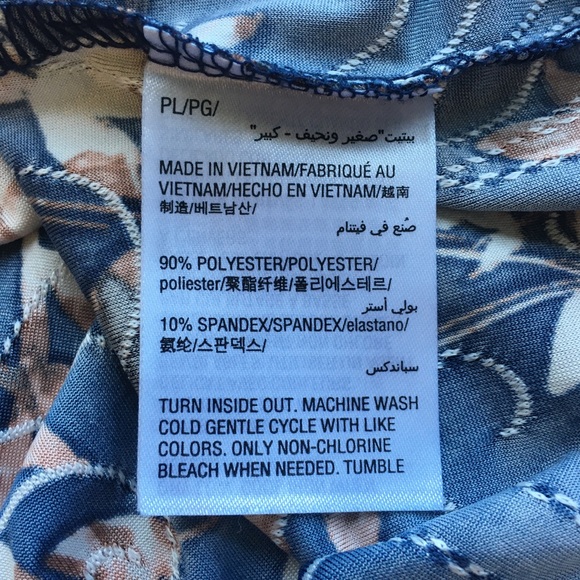 PL/PG/
بيتيت"صغير ونحيف - كبير"
MADE IN VIETNAM/FABRIQUÉ AU
VIETNAM/HECHO EN VIETNAM/越南
制造/베트남산/
صُنع في فيتنام
90% POLYESTER/POLYESTER/
poliester/聚酯纤维/폴리에스테르/
بولي أستر
10% SPANDEX/SPANDEX/elastano/
氨纶/스판덱스/
سباندكس
TURN INSIDE OUT. MACHINE WASH
COLD GENTLE CYCLE WITH LIKE
COLORS. ONLY NON-CHLORINE
BLEACH WHEN NEEDED. TUMBLE